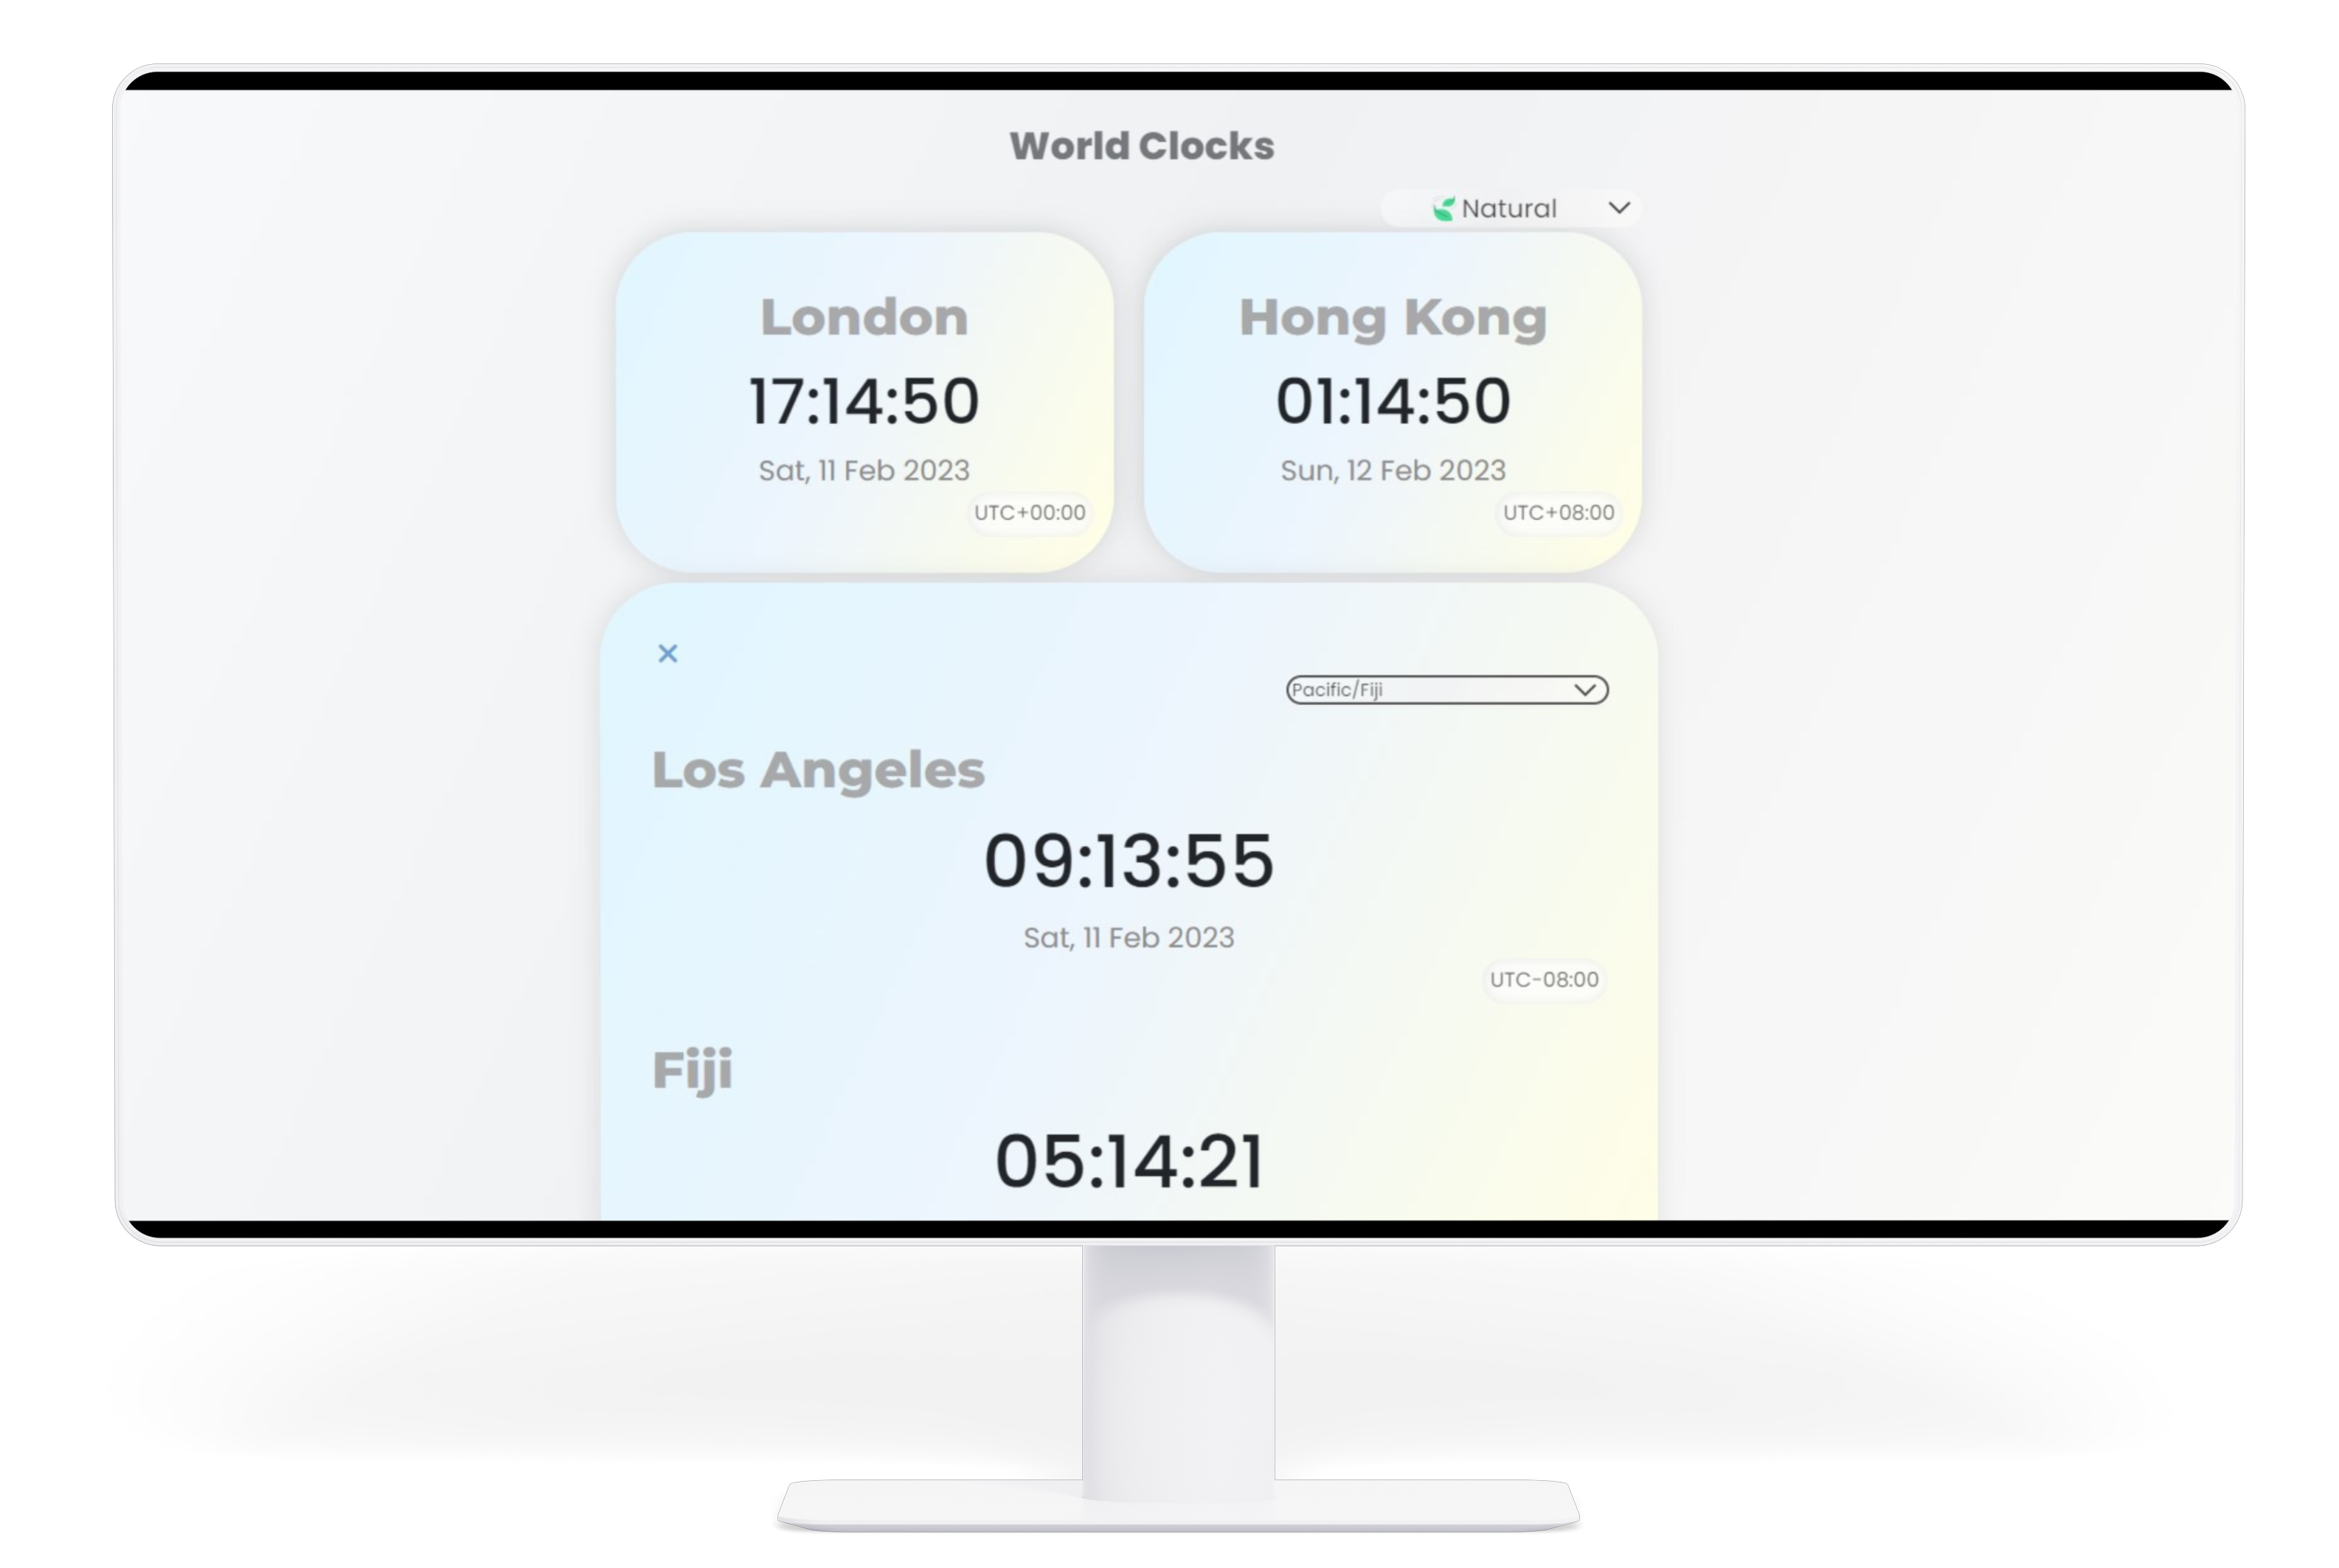 World Clocks
Natural
London
17:14:50
Sat, 11 Feb 2023
UTC+00:00
Hong Kong
01:14:50
Sun, 12 Feb 2023
UTC+08:00
Pacific/Fiji
Los Angeles
09:13:55
Sat, 11 Feb 2023
UTC-08:00
Fiji
05:14:21